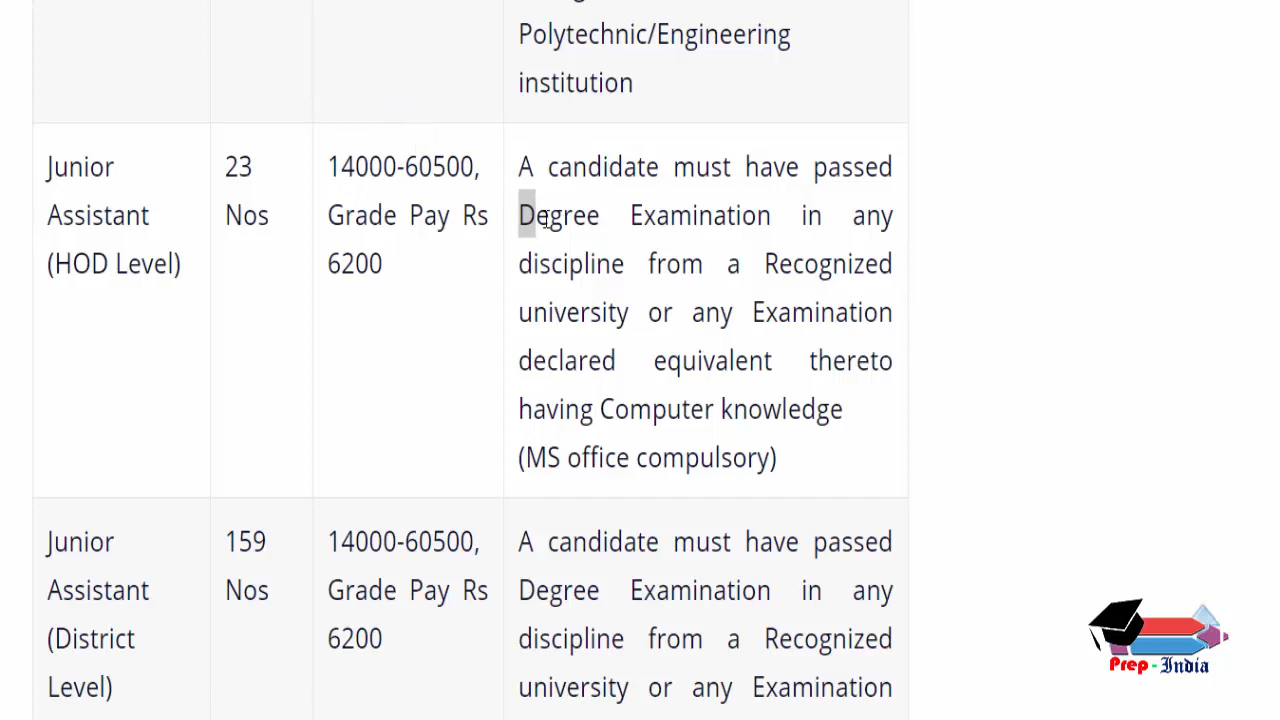 Polytechnic/Engineering
institution
Junior
Assistant
(HOD Level)
23
Nos
14000-60500,
Grade Pay Rs
6200
A candidate must have passed
Degree Examination in any
discipline from a Recognized
university or any Examination
declared equivalent thereto
having Computer knowledge
(MS office compulsory)
Junior
Assistant
(District
Level)
159
Nos
14000-60500,
Grade Pay Rs
6200
A candidate must have passed
Degree Examination in any
discipline from a Recognized
university or any Examination
Prep-India